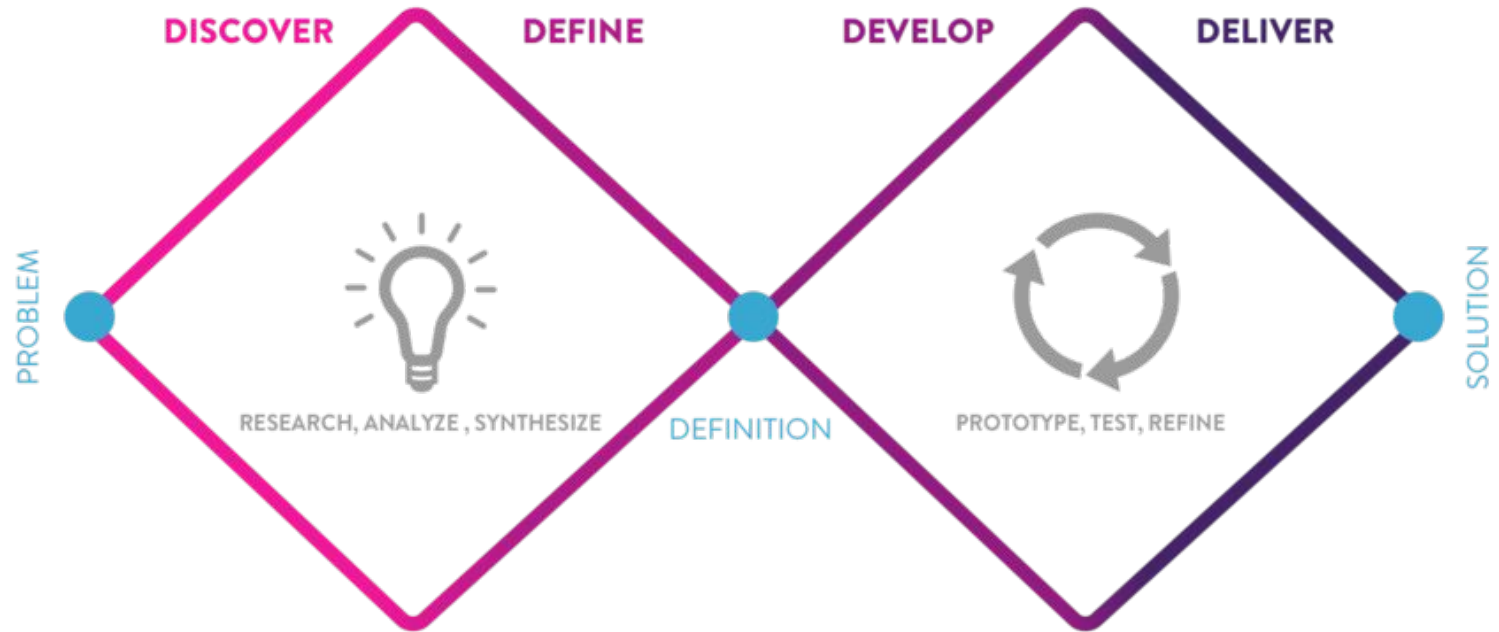 DISCOVER
DEFINE
DEVELOP
DELIVER
PROBLEM
SOLUTION
RESEARCH, ANALYZE , SYNTHESIZE
DEFINITION
PROTOTYPE, TEST, REFINE